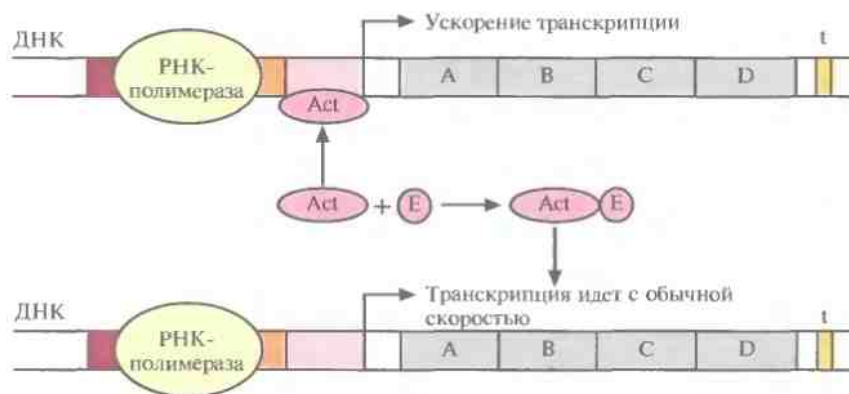 ДНК
Ускорение транскрипции
t
РНК-
полимераза
A B C D
Act
Act + E Act E
ДНК
Транскрипция идет с обычной
скоростью
t
РНК-
полимераза
A B C D